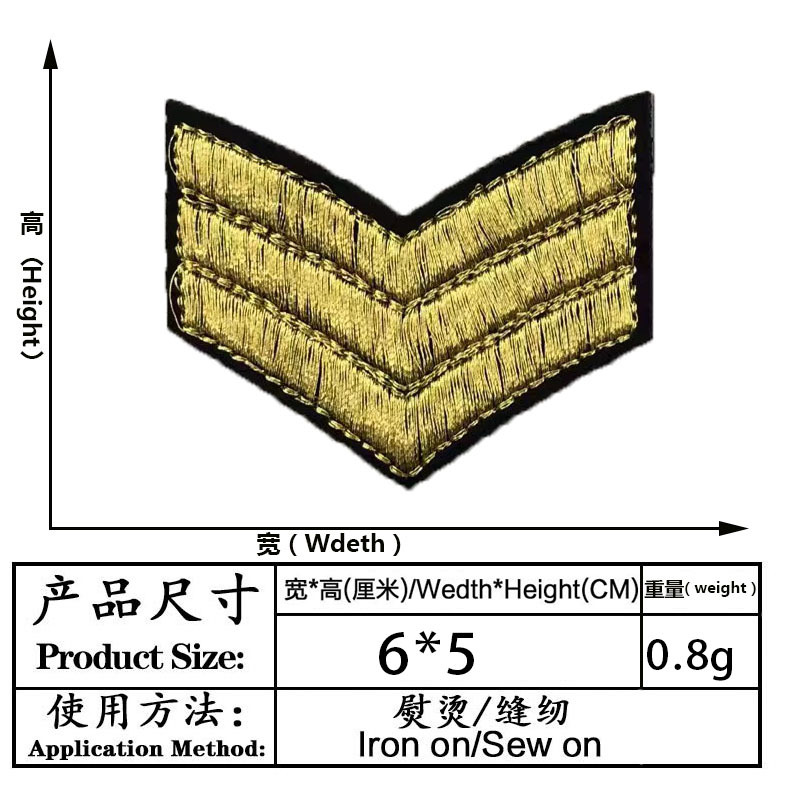 高（Height）
宽（Wdeth）
产品尺寸
Product Size:
宽*高(厘米)/Wedth*Height(CM)
重量( weight )
6*5
0.8g
使用方法：
Application Method:
熨烫/缝纫
Iron on/Sew on